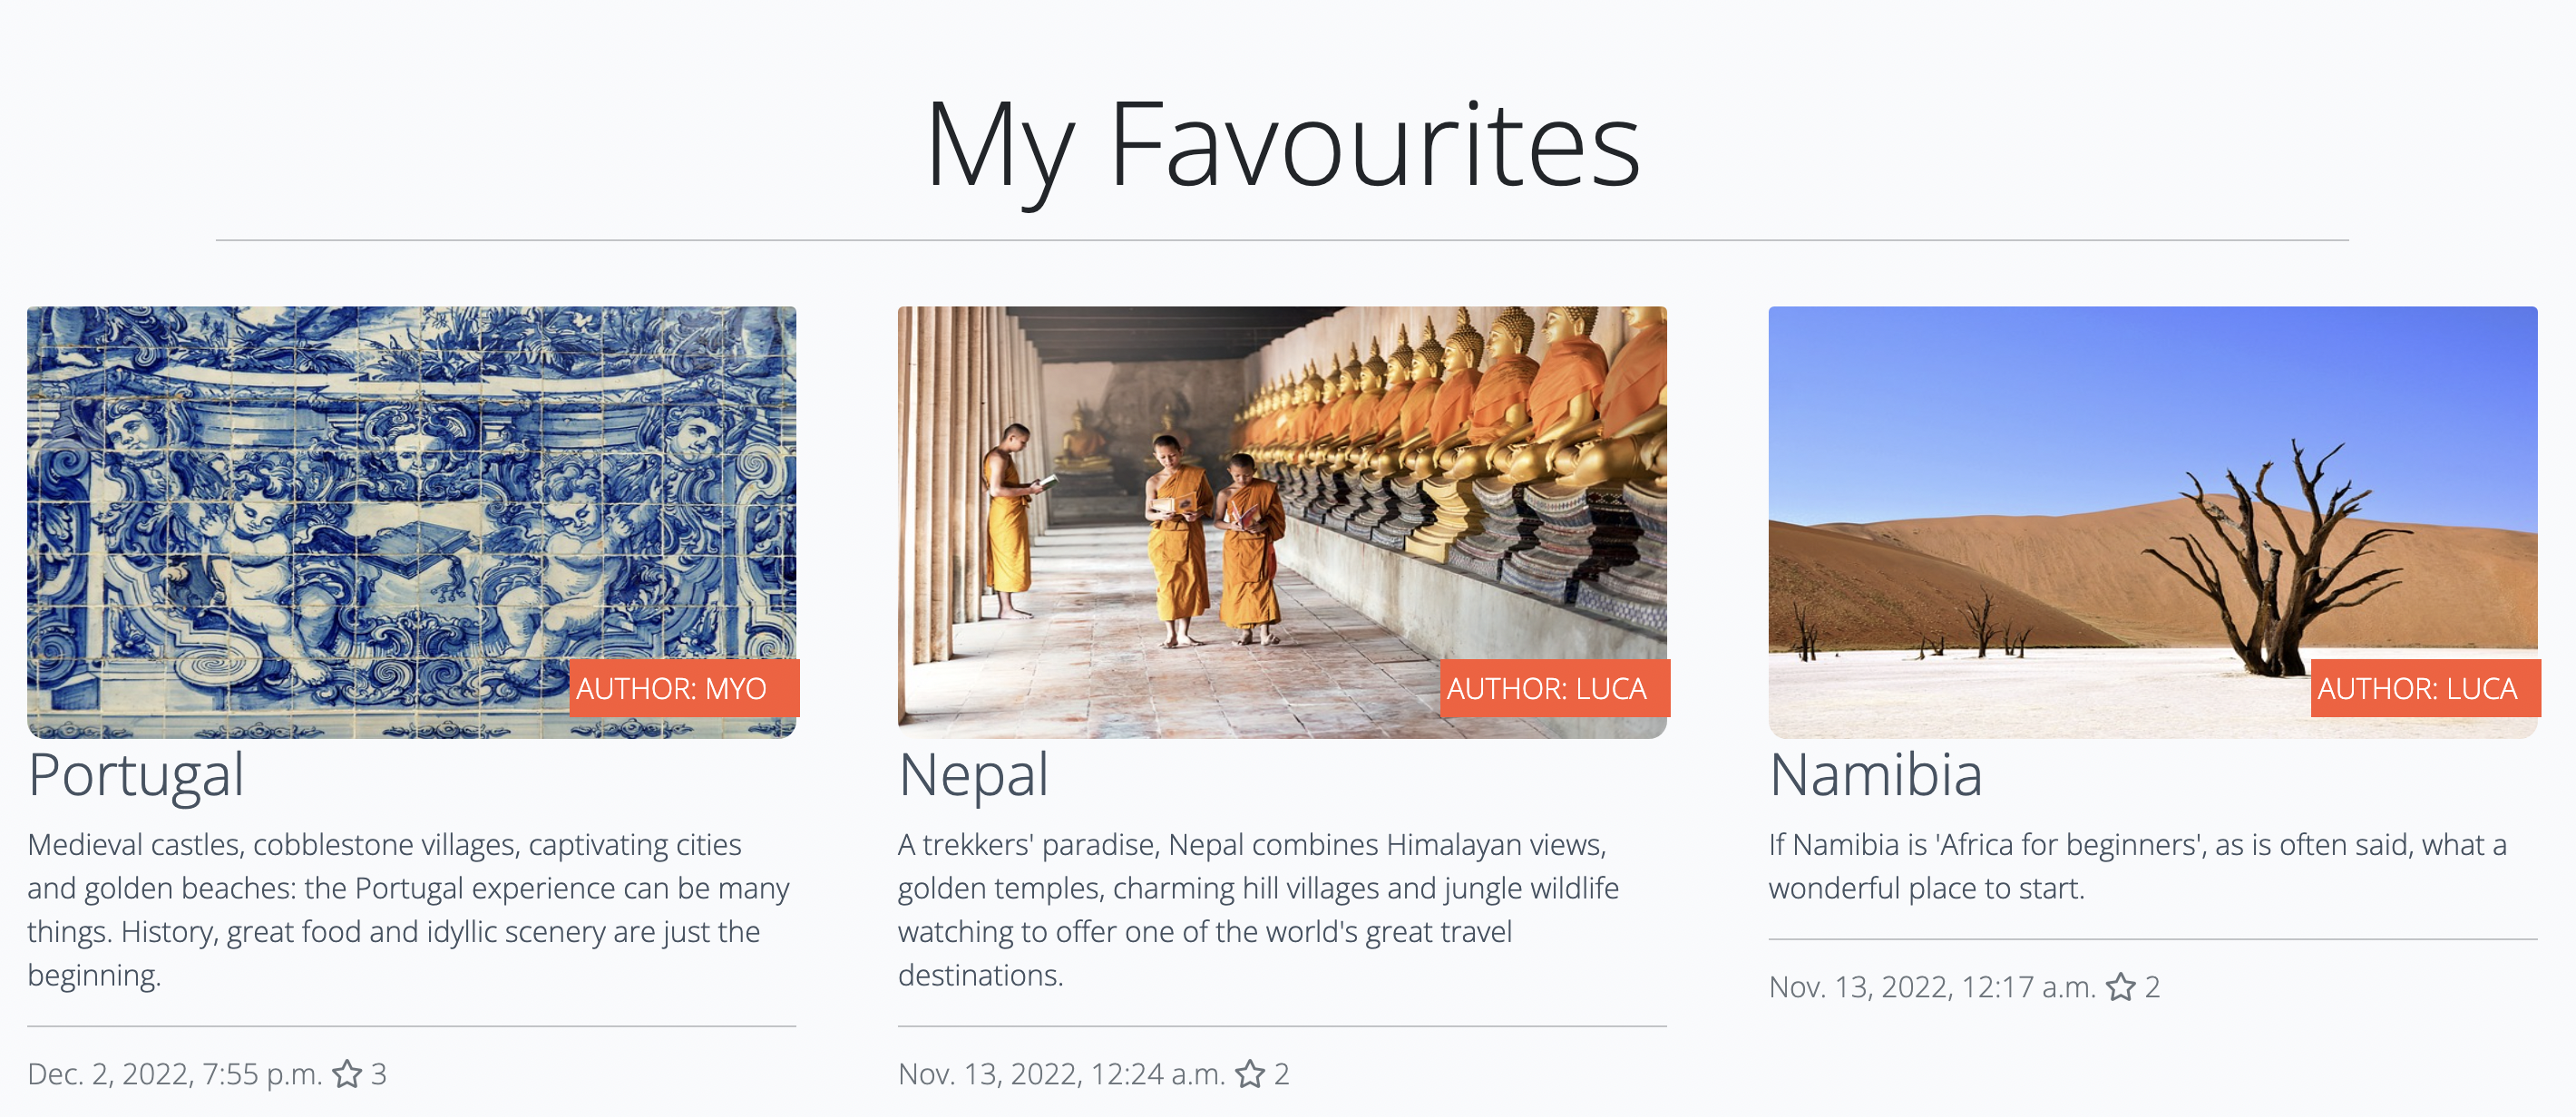 My Favourites
AUTHOR: MYO
Portugal
Medieval castles, cobblestone villages, captivating cities
and golden beaches: the Portugal experience can be many
things. History, great food and idyllic scenery are just the
beginning.
Dec. 2, 2022, 7:55 p.m. ☆ 3
AUTHOR: LUCA
Nepal
A trekkers' paradise, Nepal combines Himalayan views,
golden temples, charming hill villages and jungle wildlife
watching to offer one of the world's great travel
destinations.
Nov. 13, 2022, 12:24 a.m. ☆ 2
AUTHOR: LUCA
Namibia
If Namibia is 'Africa for beginners', as is often said, what a
wonderful place to start.
Nov. 13, 2022, 12:17 a.m. ☆ 2